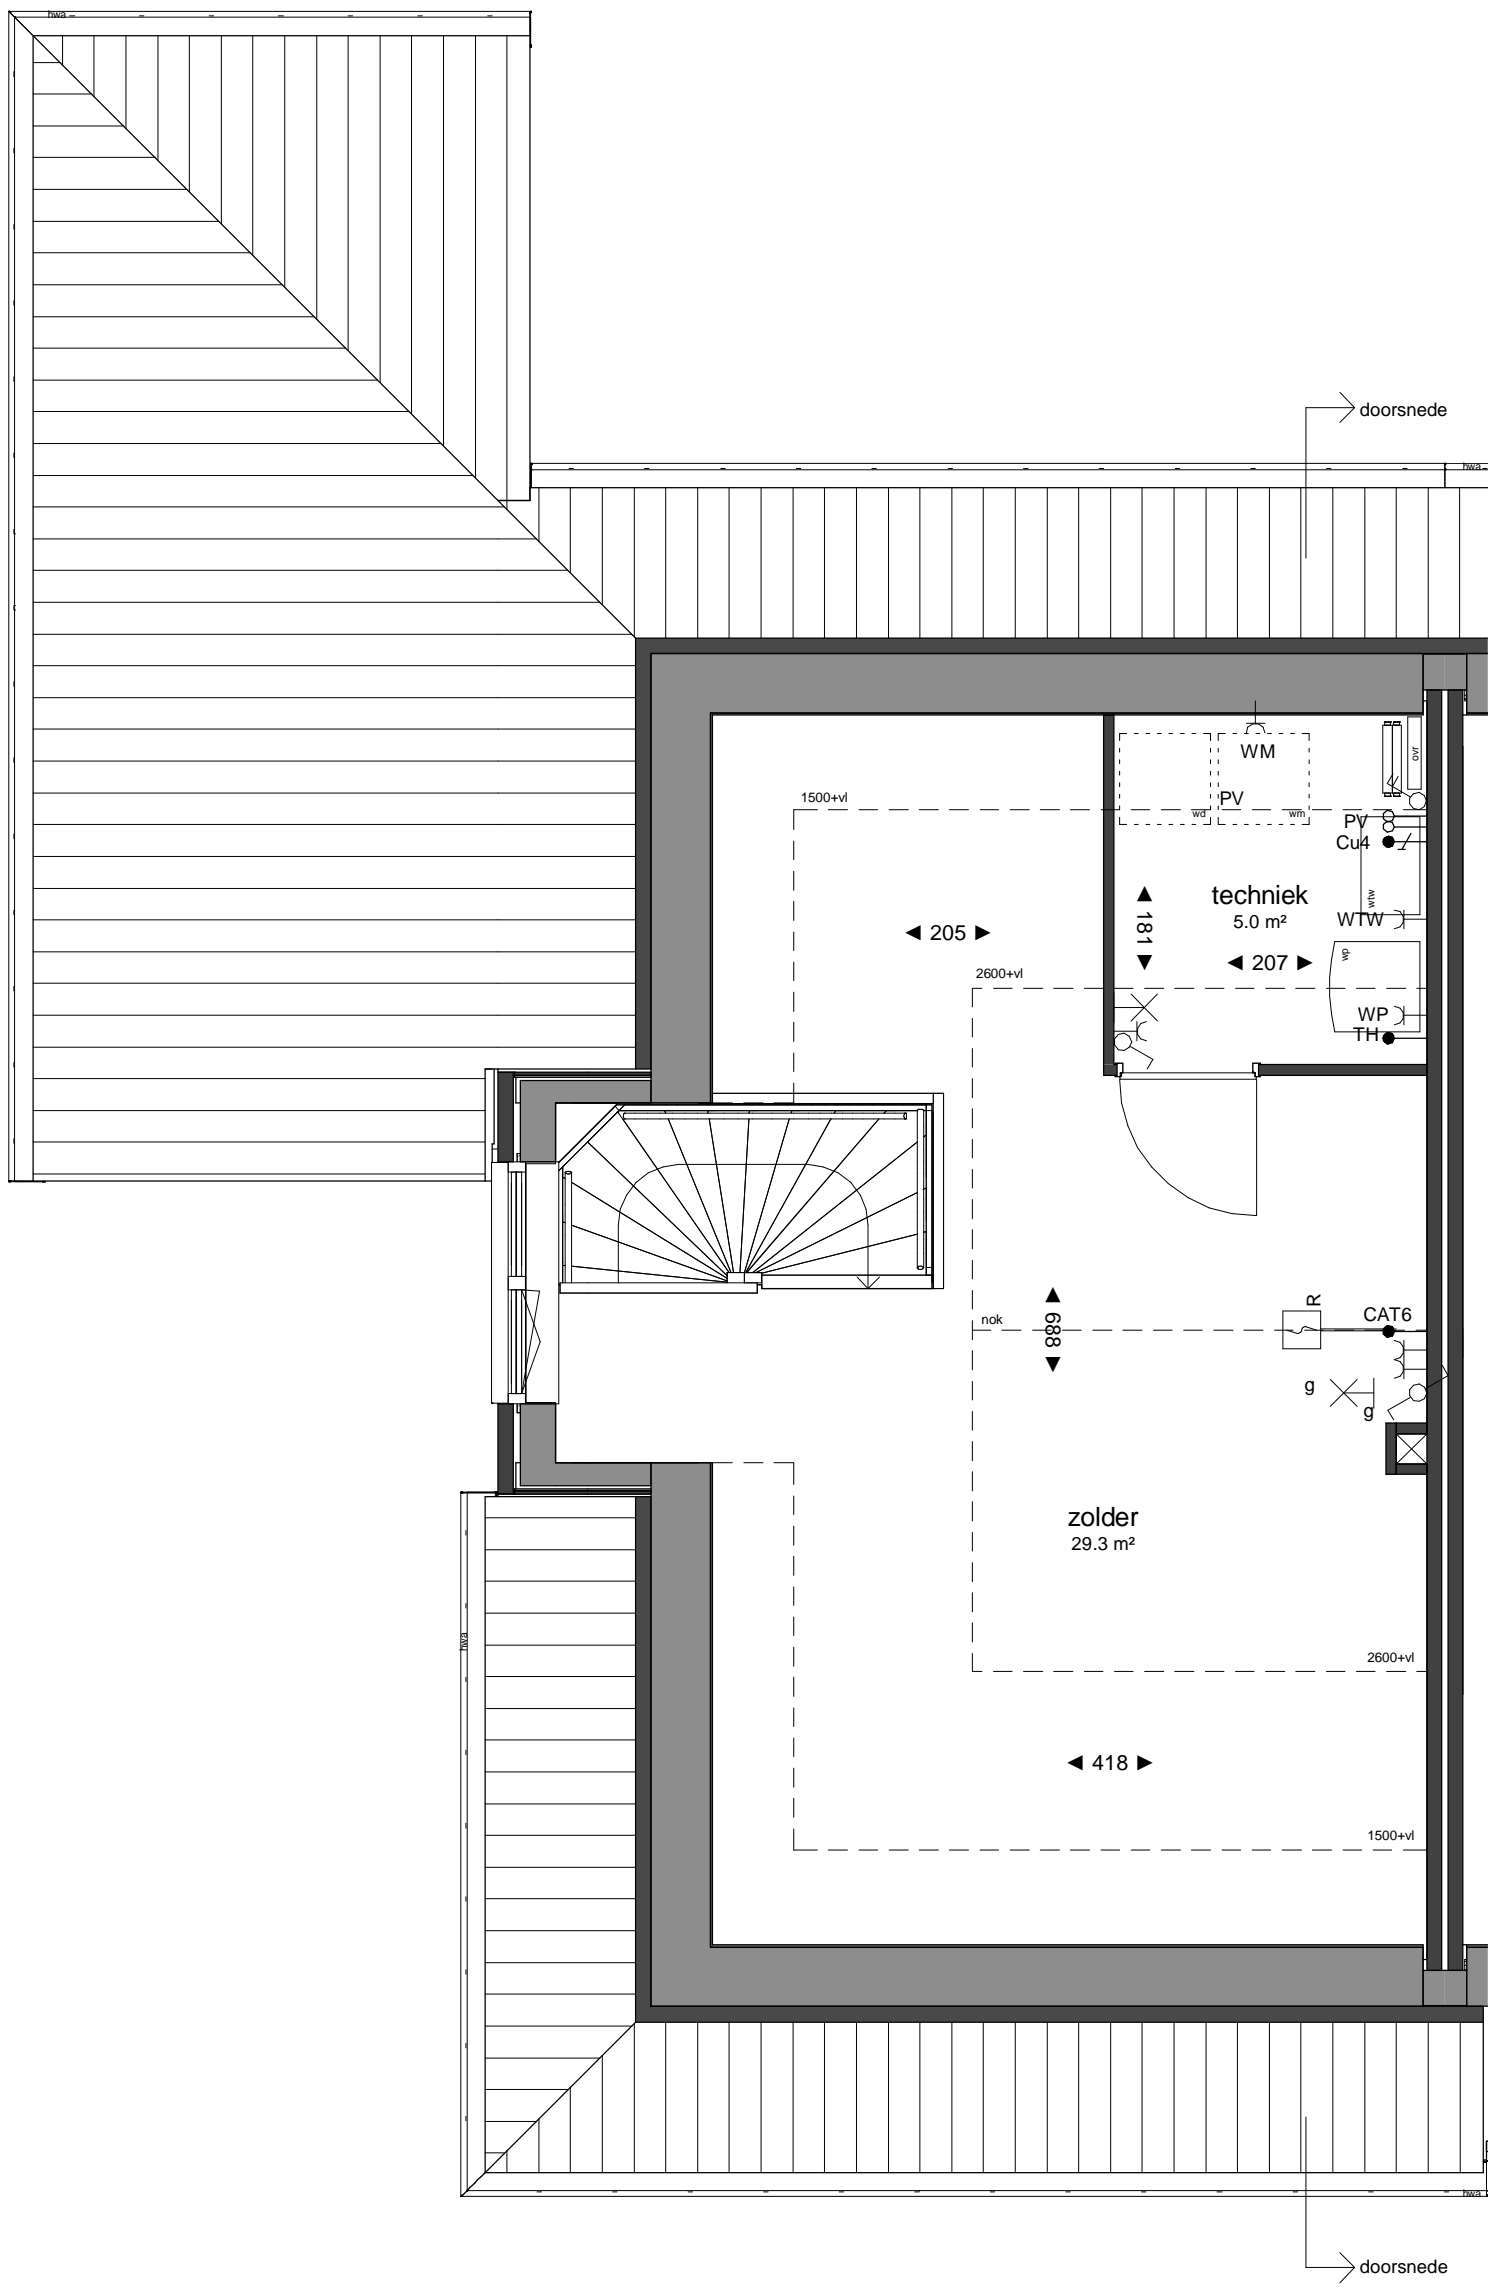 hwa
doorsnede
hwa
WM
ovr
1500+vl
PV
wd
wm
PV
Cu4
techniek
5.0 m²
wtw
WTW
181
◄ 205 ►
◄ 207 ►
wp
2600+vl
WP
TH
R
CAT6
nok
688
g
g
zolder
29.3 m²
hwa
2600+vl
◄ 418 ►
1500+vl
hwa
doorsnede